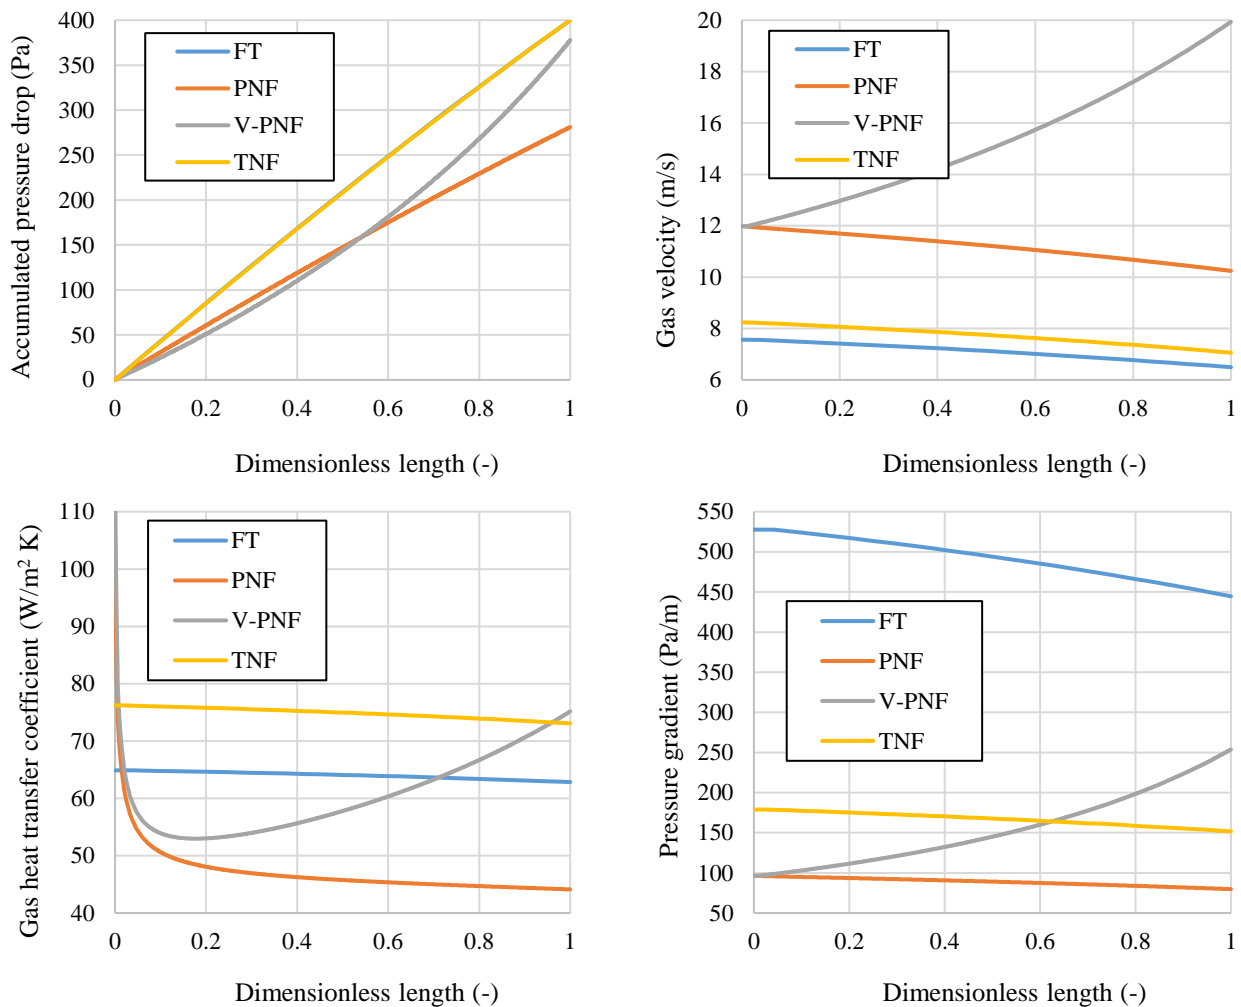 Accumulated pressure drop (Pa)
400
350
300
250
200
150
100
50
0
FT
PNF
V-PNF
TNF
0
0.2
0.4
0.6
0.8
1
Dimensionless length (-)
Gas velocity (m/s)
20
18
16
14
12
10
8
6
FT
PNF
V-PNF
TNF
0
0.2
0.4
0.6
0.8
1
Dimensionless length (-)
Gas heat transfer coefficient (W/m² K)
110
100
90
80
70
60
50
40
FT
PNF
V-PNF
TNF
0
0.2
0.4
0.6
0.8
1
Dimensionless length (-)
Pressure gradient (Pa/m)
550
500
450
400
350
300
250
200
150
100
50
FT
PNF
V-PNF
TNF
0
0.2
0.4
0.6
0.8
1
Dimensionless length (-)